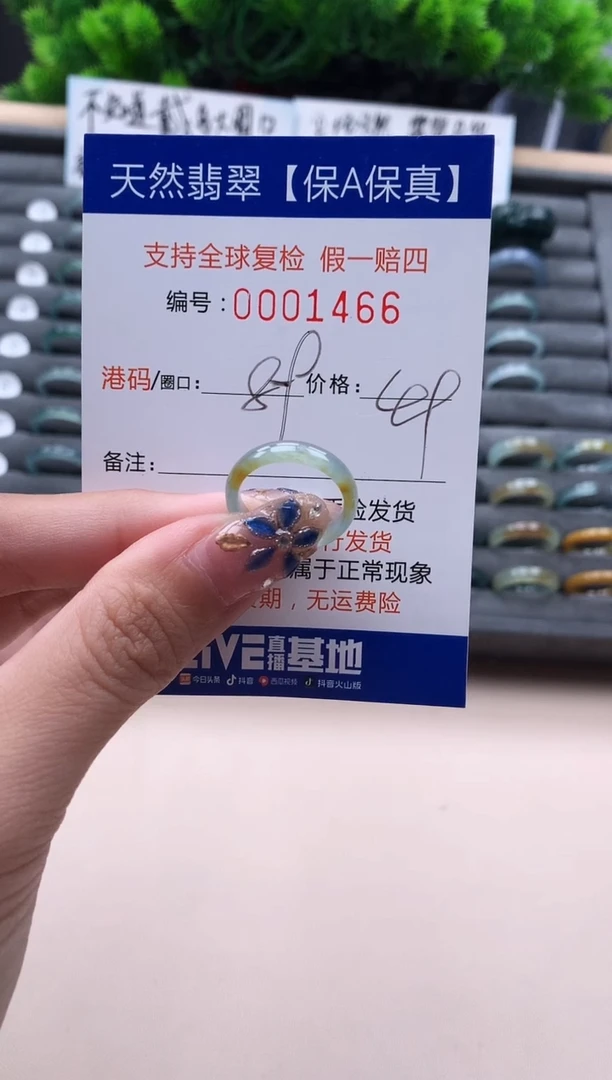 天然翡翠【保A保真】
支持全球复检 假一赔四
编号:0001466
港码/圈口: 价格:
备注:
检发货
行发货
属于正常现象
期,无运费险
LIVE直播基地
今日头条 抖音 西瓜视频 抖音火山版